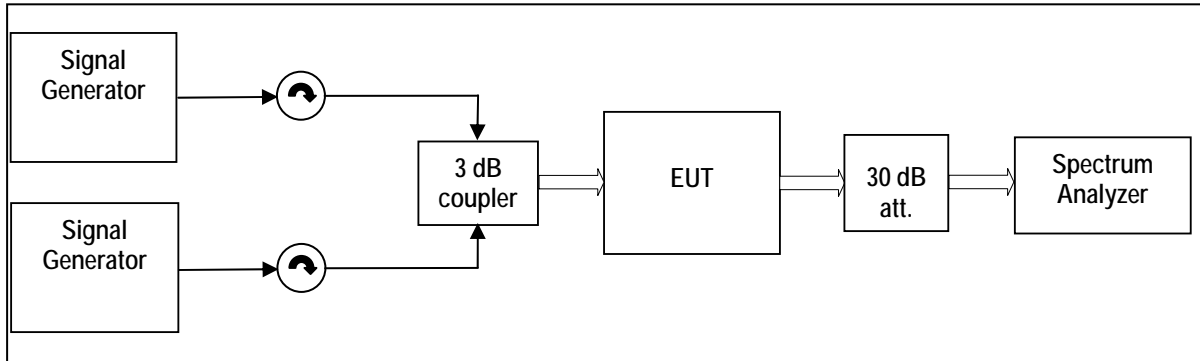 Signal
Generator
3 dB
coupler
EUT
30 dB
att.
Spectrum
Analyzer
Signal
Generator